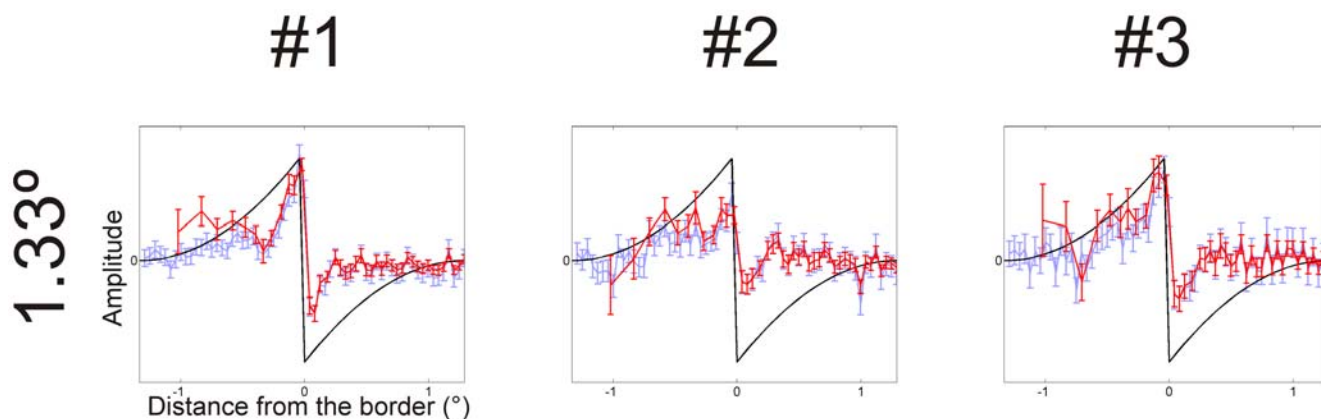 #1 #2 #3
1.33º
Amplitude
0 0 0
-1 0 1 -1 0 1 -1 0 1
Distance from the border (°)